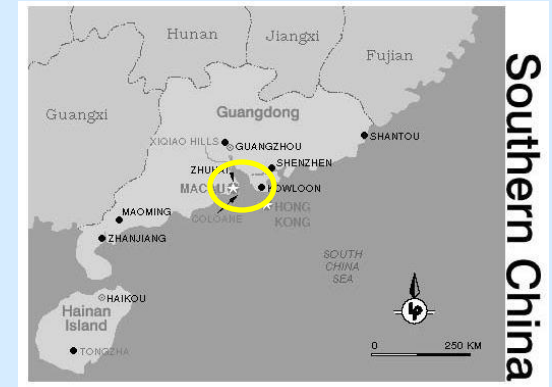 Hunan
Jiangxi
Fujian
Guangxi
Guangdong
XIQIAO HILLS
GUANGZHOU
SHANTOU
SHENZHEN
ZHUHAI
MACAU
KOWLOON
HONG
KONG
COLOANE
MAOMING
ZHANJIANG
SOUTH
CHINA
SEA
HAIKOU
Hainan
Island
TONGZHA
lp
0 250 KM
Southern China